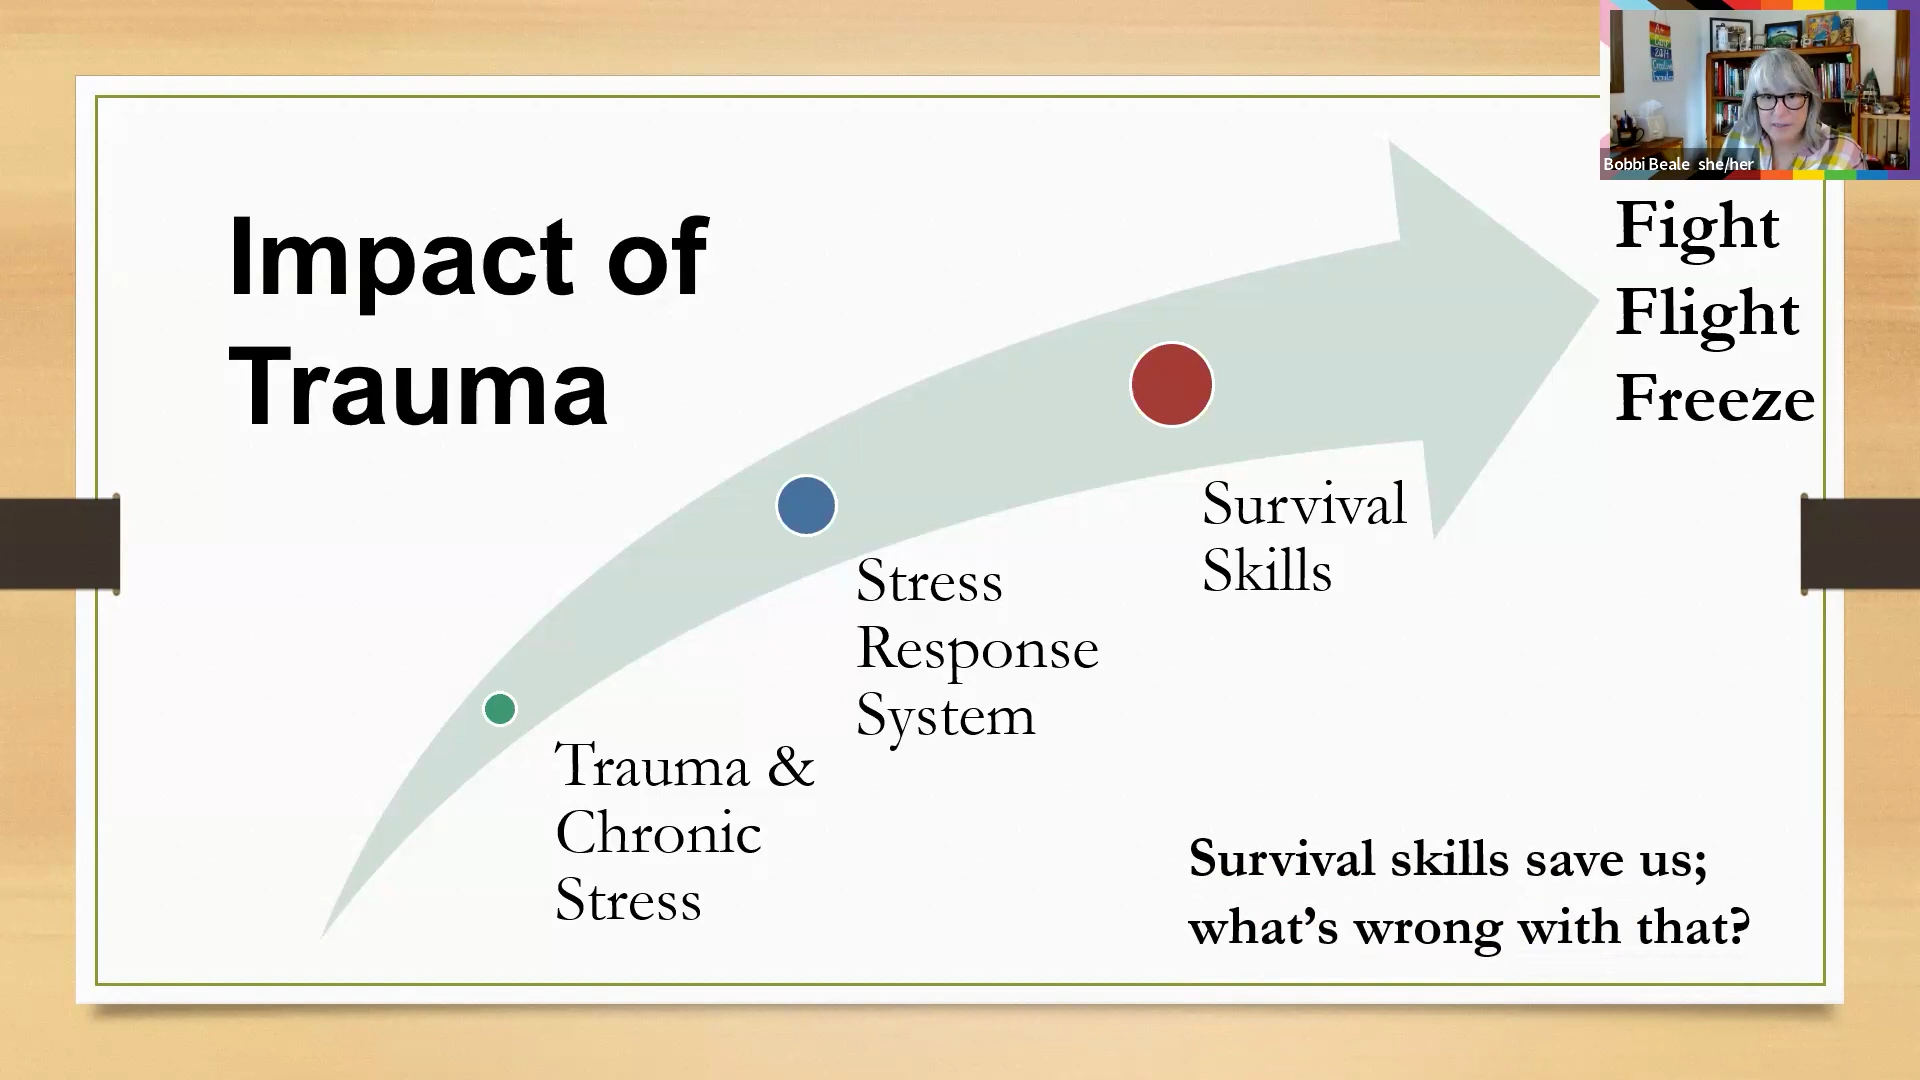 Impact of
Trauma
Trauma &
Chronic
Stress
Stress
Response
System
Survival
Skills
Fight
Flight
Freeze
Survival skills save us;
what’s wrong with that?
Bobbi Beale she/her